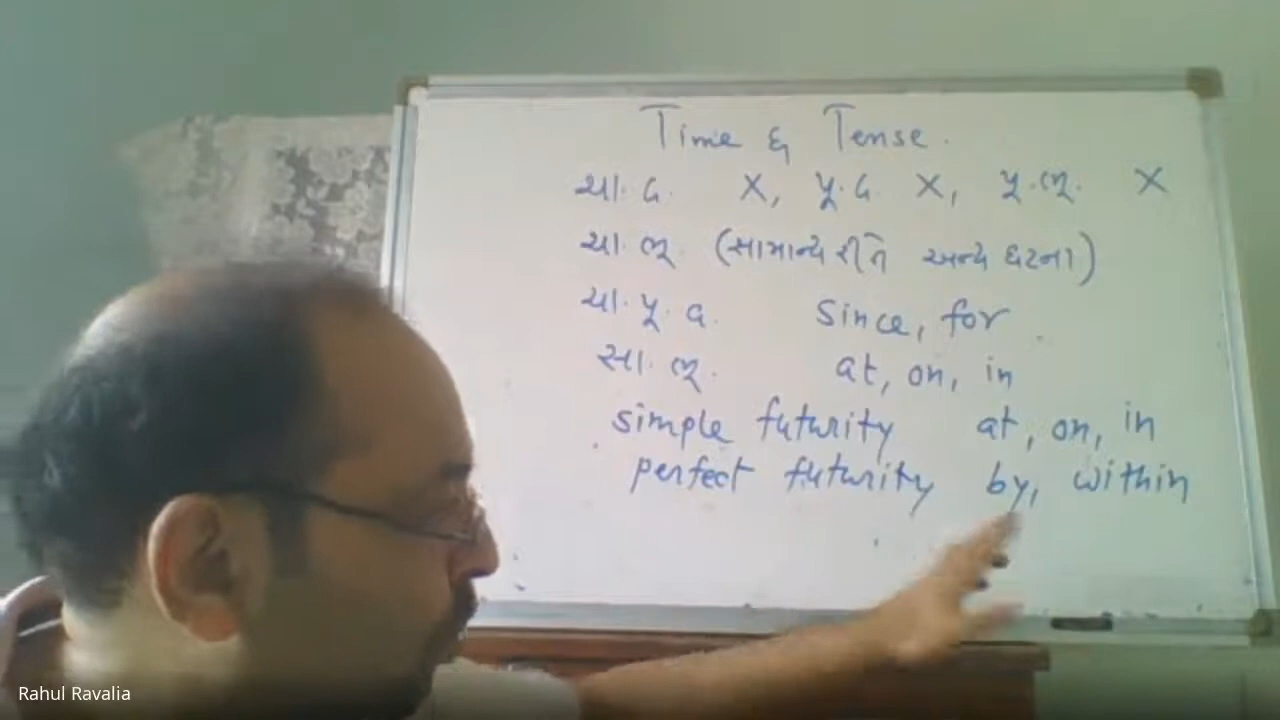 Time & Tense.
ચા. વ. X, પૂ. વ. X, પૂ. ભૂ. X
ચા. ભૂ. (સામાન્ય રીતે અન્ય ઘટના)
ચા. પૂ. વ. since, for
સા. ભૂ. at, on, in
simple futurity at, on, in
perfect futurity by, within
Rahul Ravalia